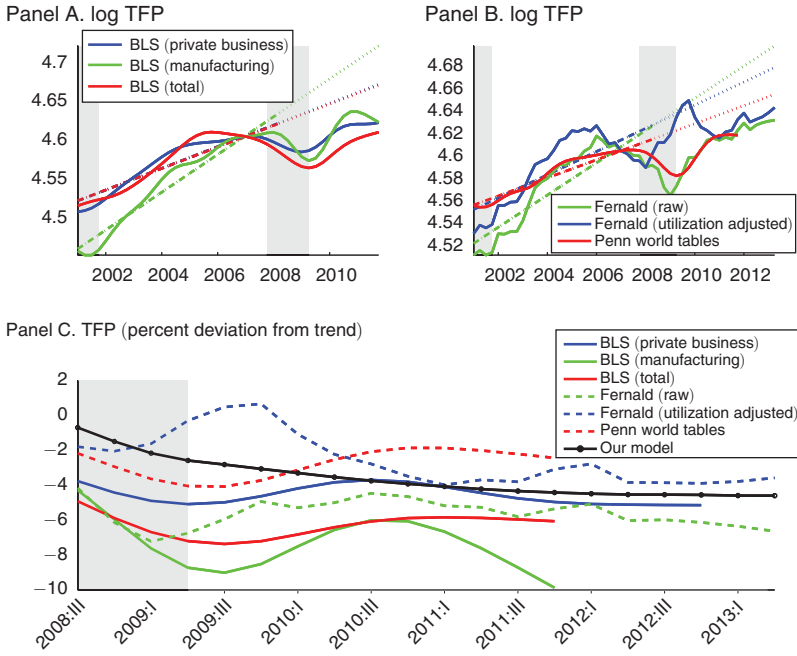 Panel A. log TFP
BLS (private business)
BLS (manufacturing)
BLS (total)
4.7
4.65
4.6
4.55
4.5
2002 2004 2006 2008 2010
Panel B. log TFP
4.68
4.66
4.64
4.62
4.6
4.58
4.56
4.54
4.52
Fernald (raw)
Fernald (utilization adjusted)
Penn world tables
2002 2004 2006 2008 2010 2012
Panel C. TFP (percent deviation from trend)
BLS (private business)
BLS (manufacturing)
BLS (total)
Fernald (raw)
Fernald (utilization adjusted)
Penn world tables
Our model
2
0
−2
−4
−6
−8
−10
2008:III 2009:I 2009:III 2010:I 2010:III 2011:I 2011:III 2012:I 2012:III 2013:I